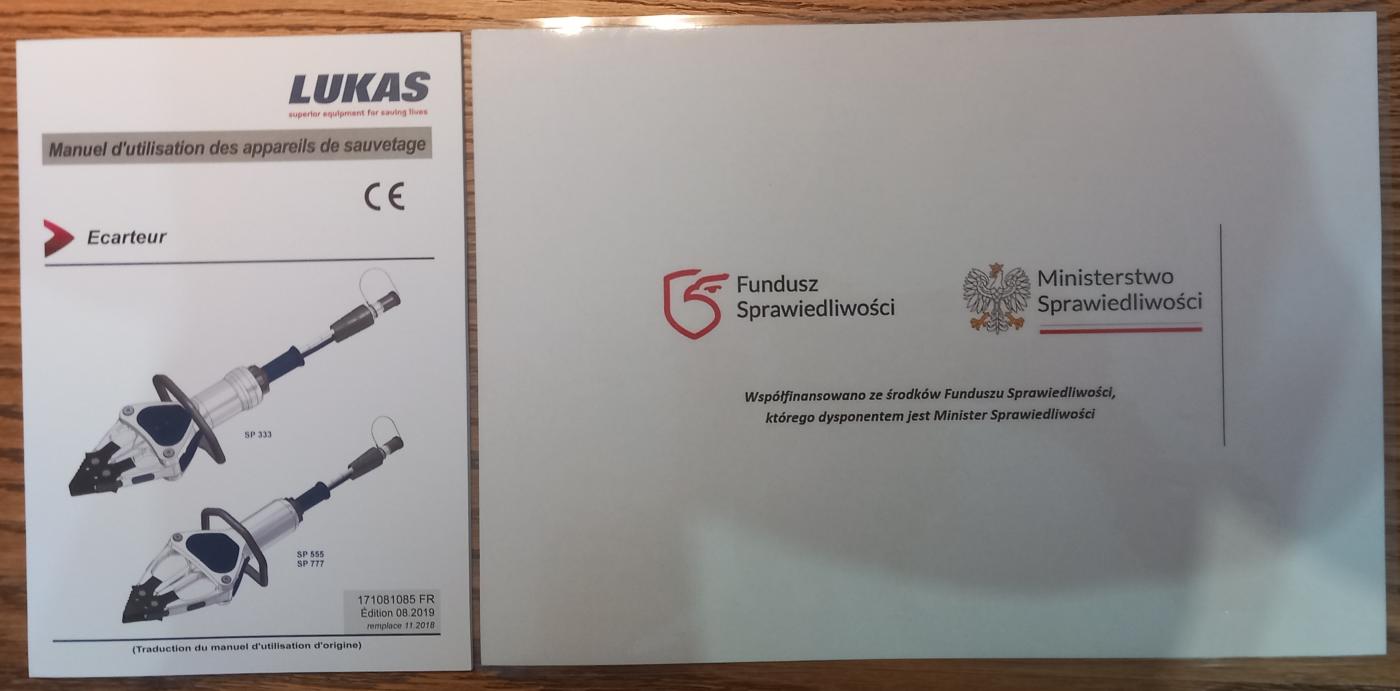 LUKAS
superior equipment for saving lives
Manuel d'utilisation des appareils de sauvetage
CE
Ecarteur
SP 333
SP 555
SP 777
171081085 FR
Édition 08.2019
remplace 11.2018
(Traduction du manuel d'utilisation d'origine)
Fundusz
Sprawiedliwości
Ministerstwo
Sprawiedliwości
Współfinansowano ze środków Funduszu Sprawiedliwości,
którego dysponentem jest Minister Sprawiedliwości